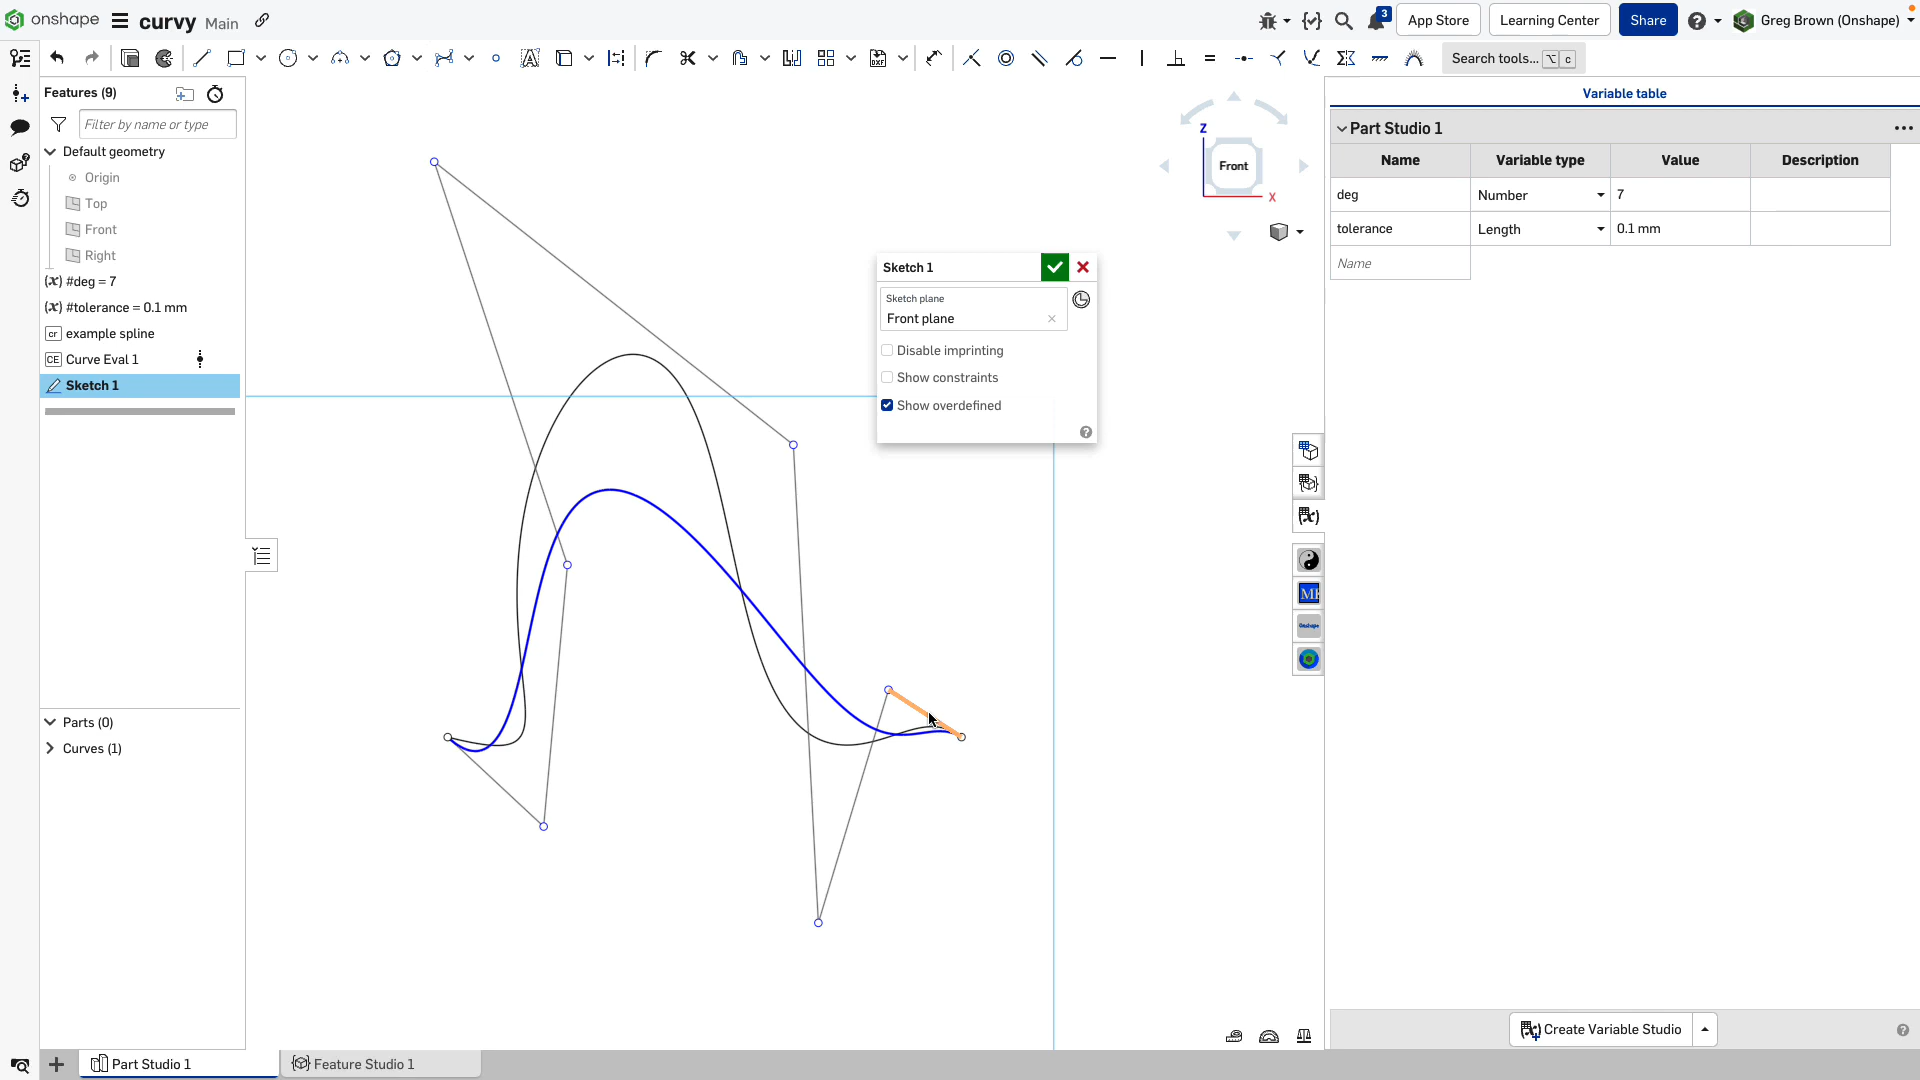 onshape
curvy Main
3
App Store
Learning Center
Share
Greg Brown (Onshape)
Search tools... ⌥ c
Features (9)
Filter by name or type
Default geometry
Origin
Top
Front
Right
(x) #deg = 7
(x) #tolerance = 0.1 mm
cr example spline
CE Curve Eval 1
Sketch 1
Parts (0)
Curves (1)
Z
Front
X
Sketch 1
Sketch plane
Front plane
Disable imprinting
Show constraints
Show overdefined
Variable table
Part Studio 1
Name Variable type Value Description
deg Number 7
tolerance Length 0.1 mm
Name
Create Variable Studio
Part Studio 1
Feature Studio 1